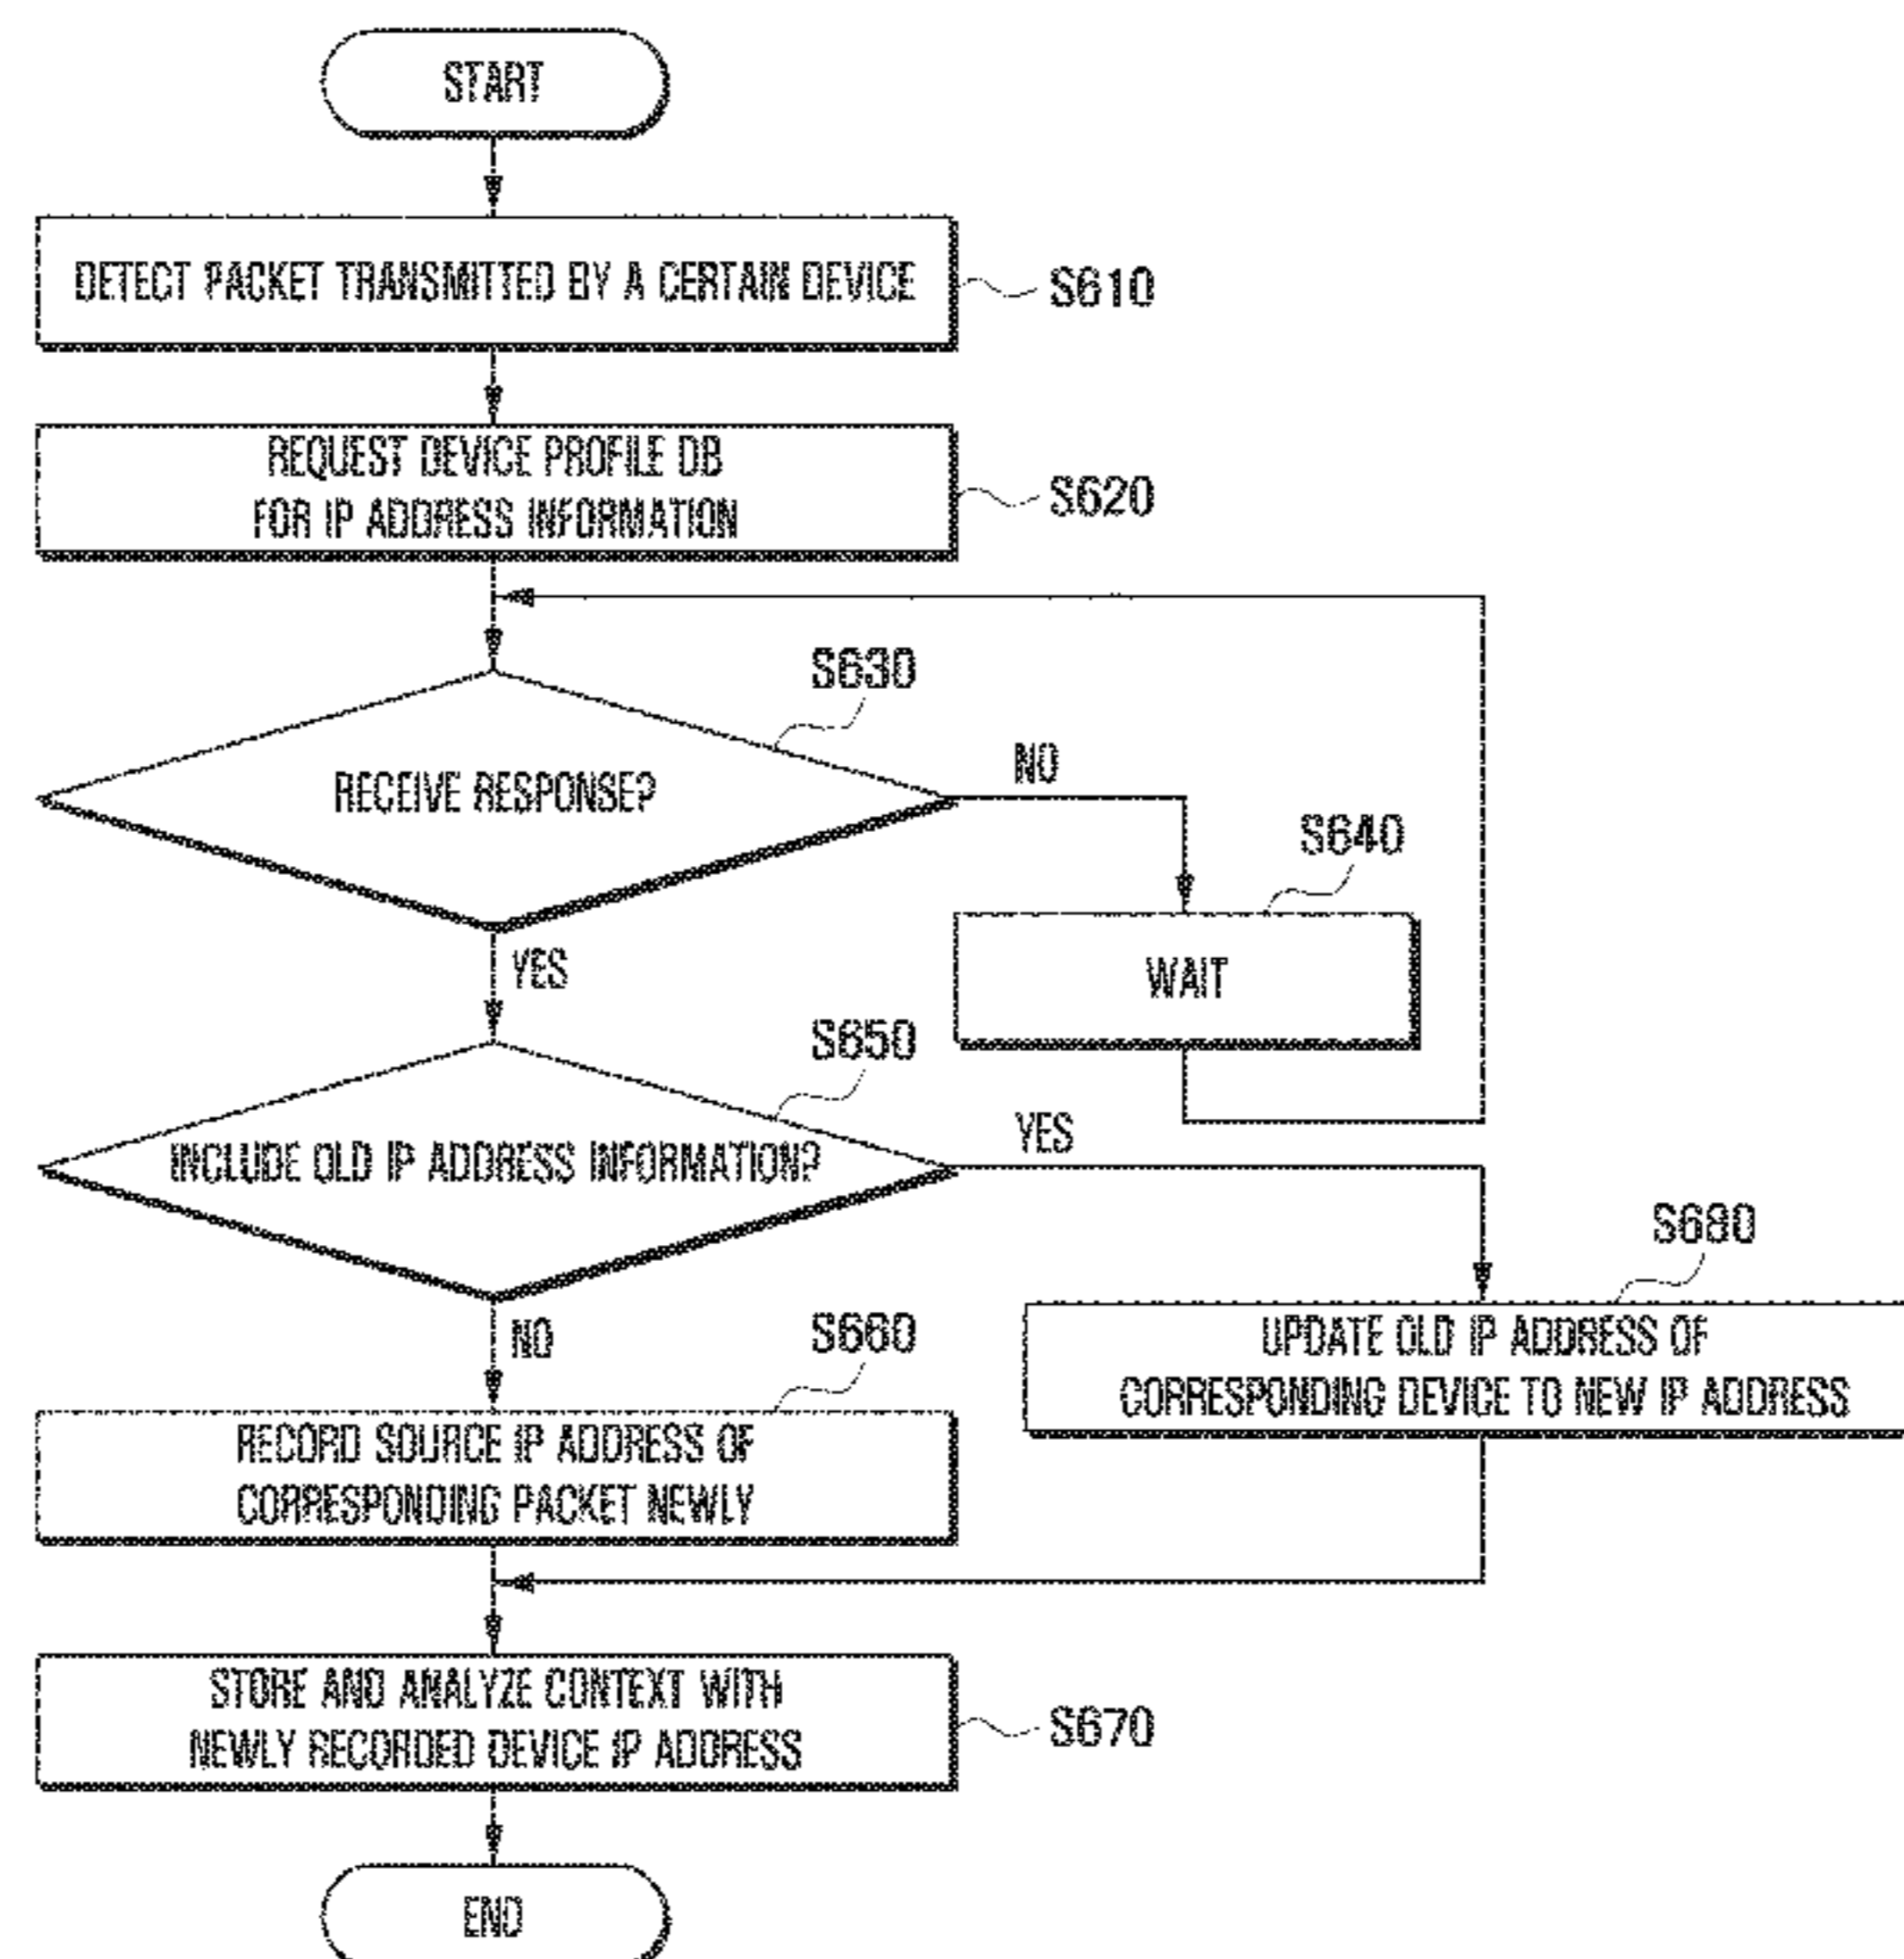 START
DETECT PACKET TRANSMITTED BY A CERTAIN DEVICE
S610
REQUEST DEVICE PROFILE DB
FOR IP ADDRESS INFORMATION
S620
S630
RECEIVE RESPONSE?
NO
S640
WAIT
YES
S650
INCLUDE OLD IP ADDRESS INFORMATION?
YES
S680
UPDATE OLD IP ADDRESS OF
CORRESPONDING DEVICE TO NEW IP ADDRESS
NO
S660
RECORD SOURCE IP ADDRESS OF
CORRESPONDING PACKET NEWLY
STORE AND ANALYZE CONTEXT WITH
NEWLY RECORDED DEVICE IP ADDRESS
S670
END